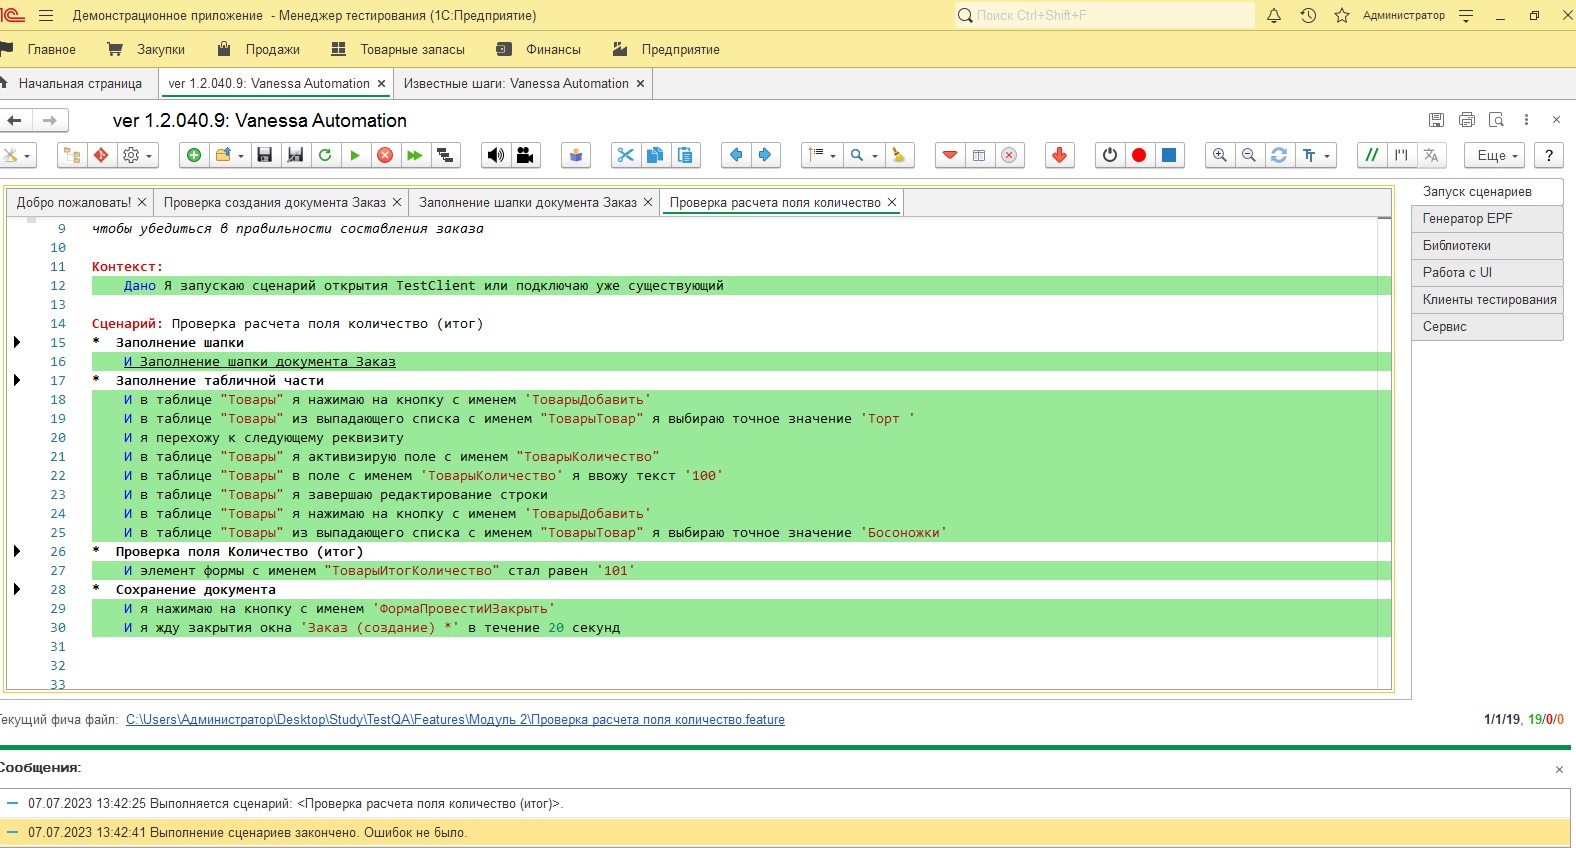 Демонстрационное приложение - Менеджер тестирования (1С:Предприятие)
Поиск Ctrl+Shift+F
Администратор
Главное
Закупки
Продажи
Товарные запасы
Финансы
Предприятие
Начальная страница
ver 1.2.040.9: Vanessa Automation
Известные шаги: Vanessa Automation
ver 1.2.040.9: Vanessa Automation
Еще
?
Добро пожаловать!
Проверка создания документа Заказ
Заполнение шапки документа Заказ
Проверка расчета поля количество
Запуск сценариев
Генератор EPF
Библиотеки
Работа с UI
Клиенты тестирования
Сервис
9 чтобы убедиться в правильности составления заказа
10
11 Контекст:
12 Дано Я запускаю сценарий открытия TestClient или подключаю уже существующий
13
14 Сценарий: Проверка расчета поля количество (итог)
15 * Заполнение шапки
16 И Заполнение шапки документа Заказ
17 * Заполнение табличной части
18 И в таблице "Товары" я нажимаю на кнопку с именем 'ТоварыДобавить'
19 И в таблице "Товары" из выпадающего списка с именем "ТоварыТовар" я выбираю точное значение 'Торт '
20 И я перехожу к следующему реквизиту
21 И в таблице "Товары" я активизирую поле с именем "ТоварыКоличество"
22 И в таблице "Товары" в поле с именем 'ТоварыКоличество' я ввожу текст '100'
23 И в таблице "Товары" я завершаю редактирование строки
24 И в таблице "Товары" я нажимаю на кнопку с именем 'ТоварыДобавить'
25 И в таблице "Товары" из выпадающего списка с именем "ТоварыТовар" я выбираю точное значение 'Босоножки'
26 * Проверка поля Количество (итог)
27 И элемент формы с именем "ТоварыИтогКоличество" стал равен '101'
28 * Сохранение документа
29 И я нажимаю на кнопку с именем 'ФормаПровестиИЗакрыть'
30 И я жду закрытия окна 'Заказ (создание) *' в течение 20 секунд
31
32
33
Текущий фича файл: C:\Users\Администратор\Desktop\Study\TestQA\Features\Модуль 2\Проверка расчета поля количество.feature
1/1/19, 19/0/0
Сообщения:
07.07.2023 13:42:25 Выполняется сценарий: <Проверка расчета поля количество (итог)>.
07.07.2023 13:42:41 Выполнение сценариев закончено. Ошибок не было.